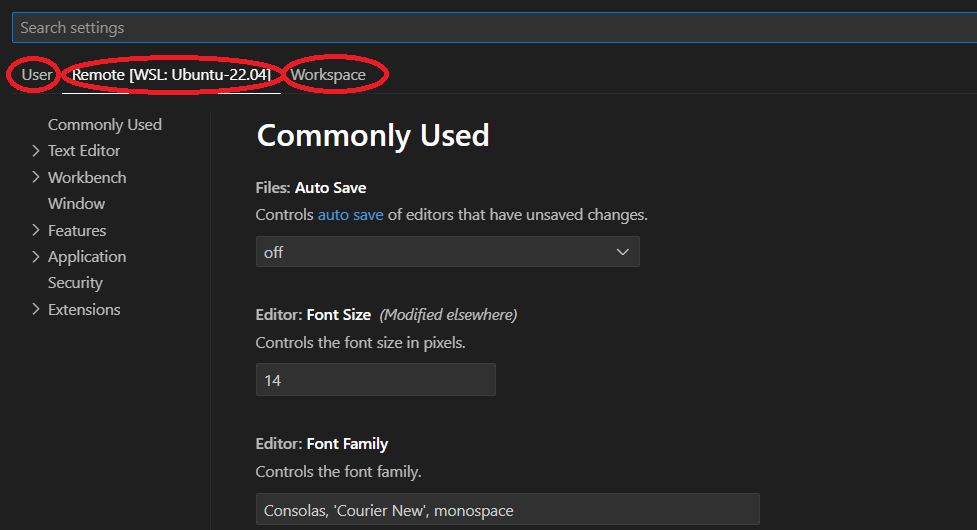 Search settings
User Remote [WSL: Ubuntu-22.04] Workspace
Commonly Used
Text Editor
Workbench
Window
Features
Application
Security
Extensions
Commonly Used
Files: Auto Save
Controls auto save of editors that have unsaved changes.
off
Editor: Font Size (Modified elsewhere)
Controls the font size in pixels.
14
Editor: Font Family
Controls the font family.
Consolas, 'Courier New', monospace